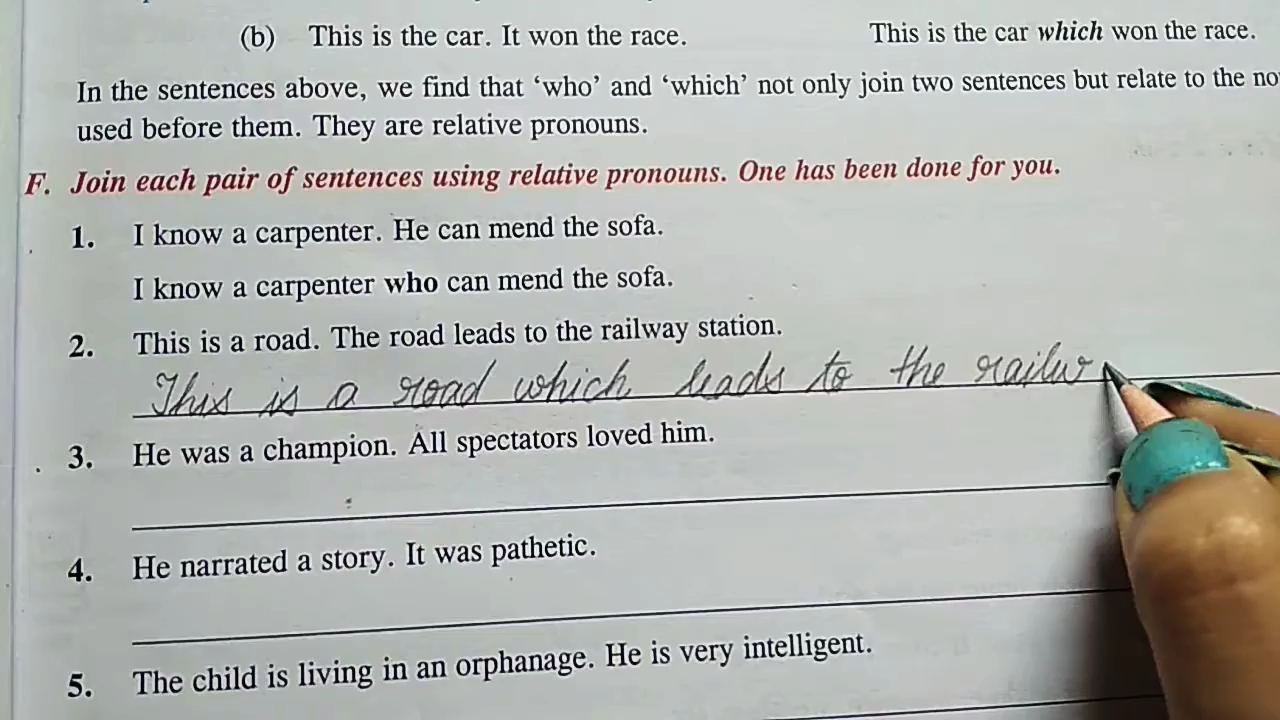 (b) This is the car. It won the race. This is the car which won the race.
In the sentences above, we find that ‘who’ and ‘which’ not only join two sentences but relate to the
used before them. They are relative pronouns.
F. Join each pair of sentences using relative pronouns. One has been done for you.
1. I know a carpenter. He can mend the sofa.
I know a carpenter who can mend the sofa.
2. This is a road. The road leads to the railway station.
This is a road which leads to the railw
3. He was a champion. All spectators loved him.
4. He narrated a story. It was pathetic.
5. The child is living in an orphanage. He is very intelligent.